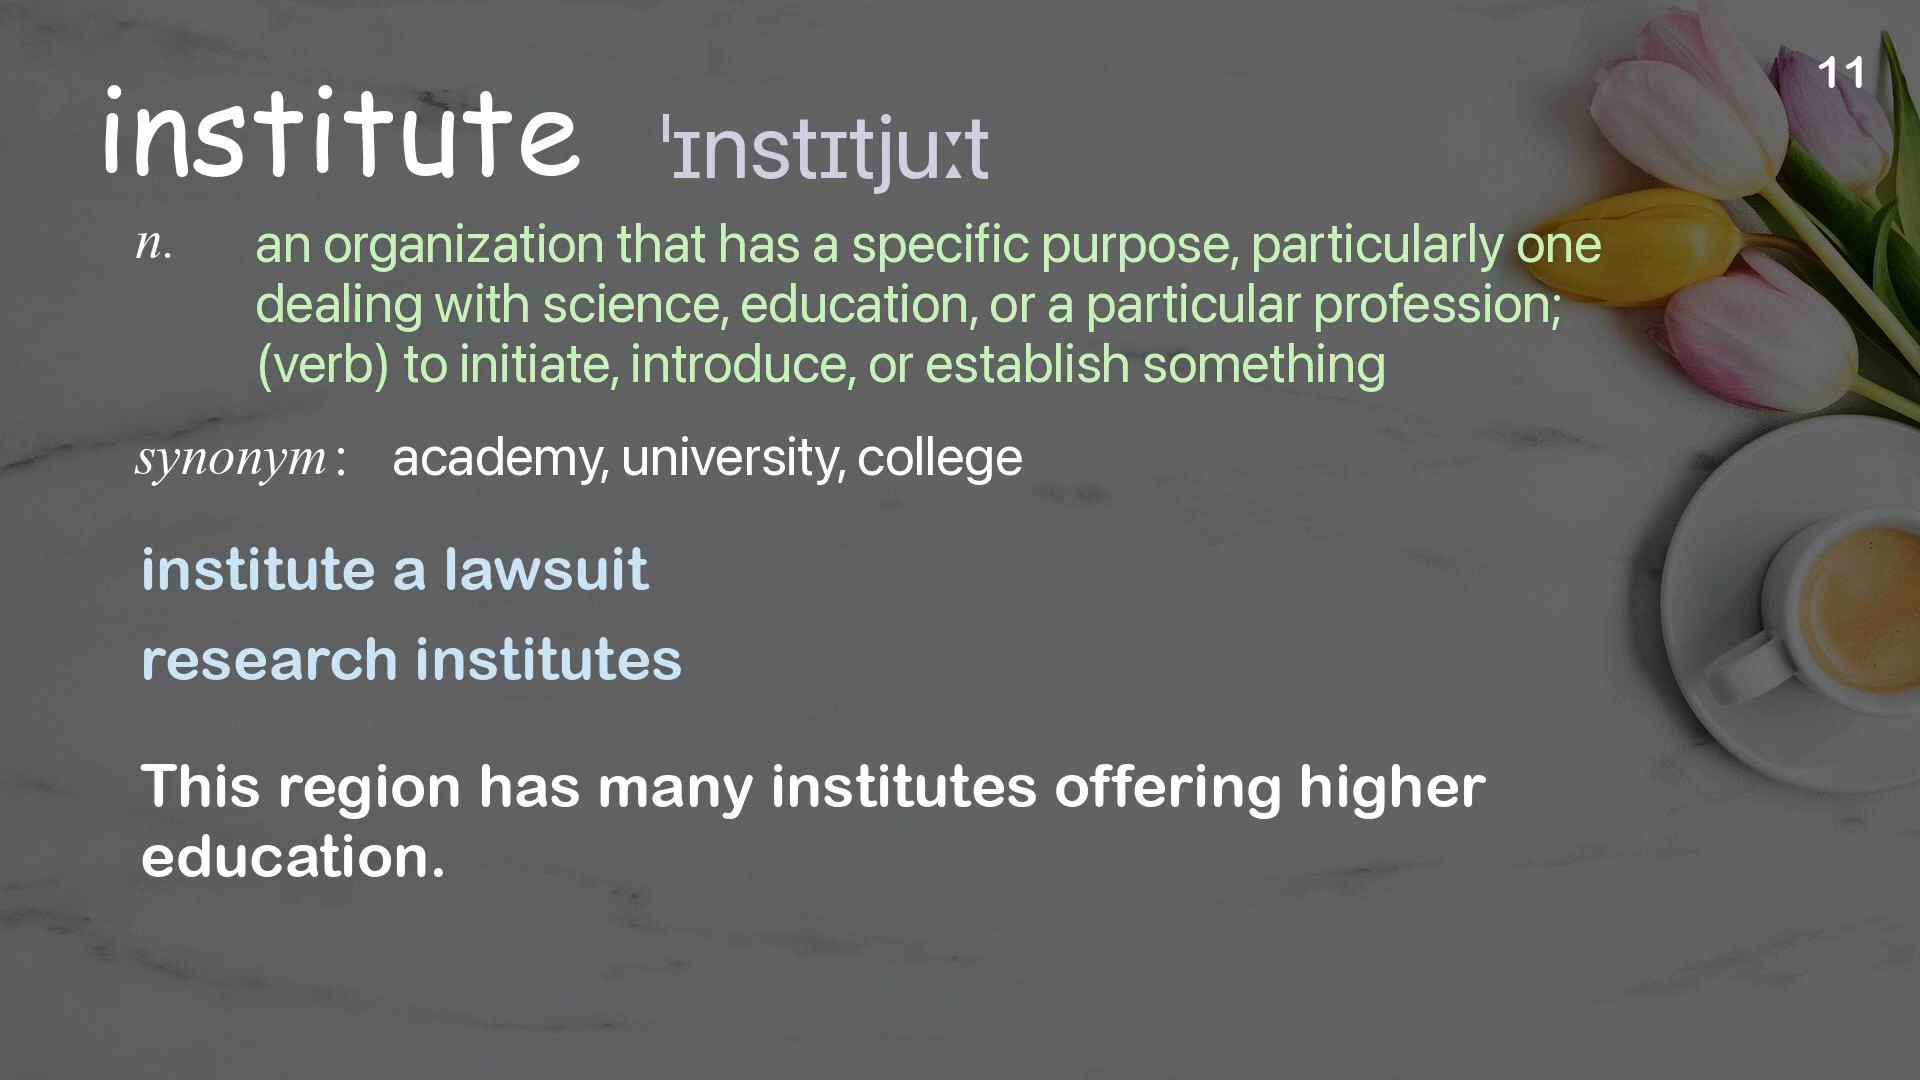 11
institute ˈɪnstɪtjuːt
n. an organization that has a specific purpose, particularly one
dealing with science, education, or a particular profession;
(verb) to initiate, introduce, or establish something
synonym: academy, university, college
institute a lawsuit
research institutes
This region has many institutes offering higher
education.